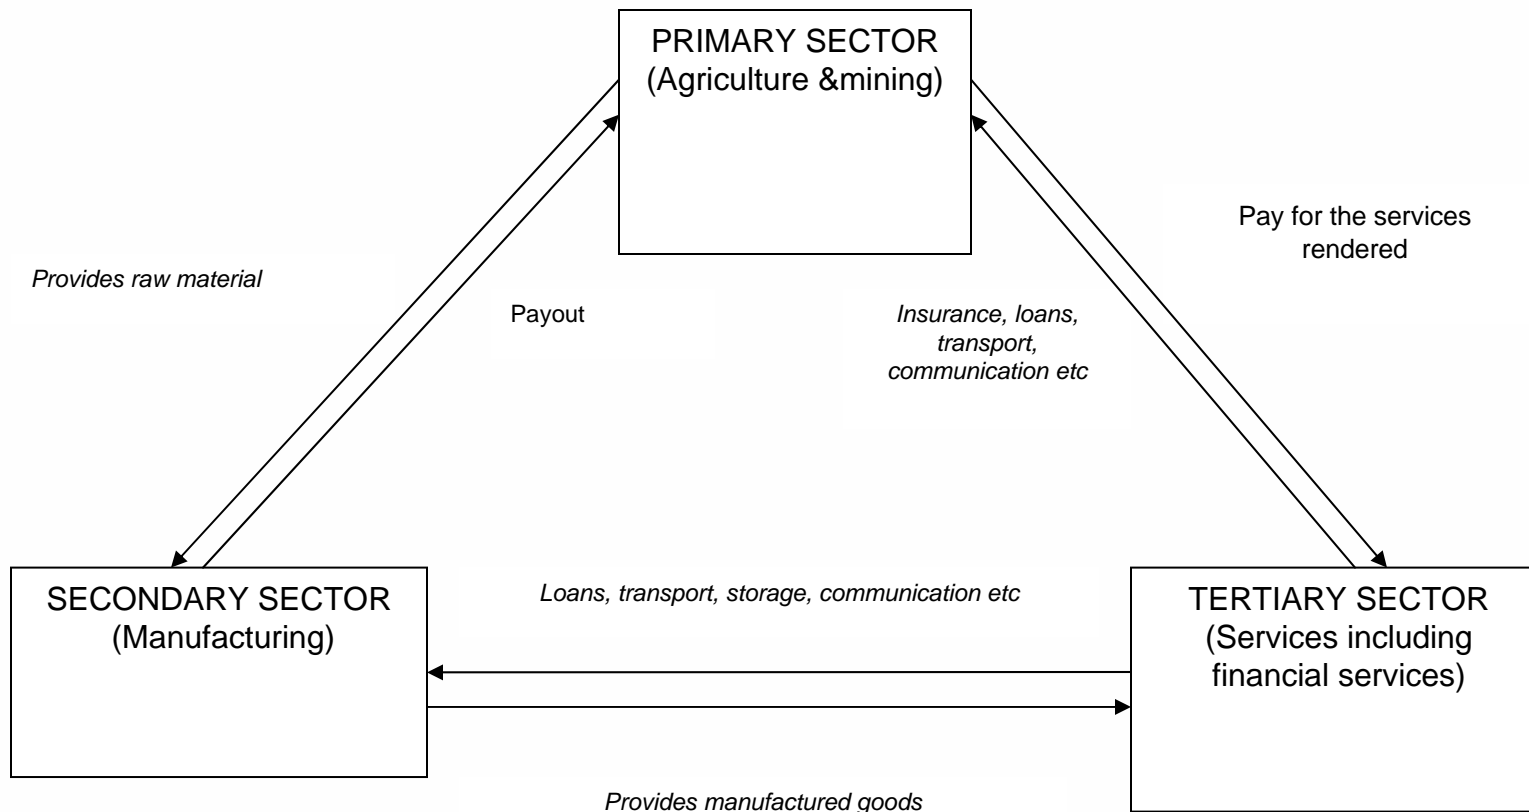 PRIMARY SECTOR
(Agriculture &mining)
Pay for the services
rendered
Provides raw material
Payout
Insurance, loans,
transport,
communication etc
SECONDARY SECTOR
(Manufacturing)
Loans, transport, storage, communication etc
TERTIARY SECTOR
(Services including
financial services)
Provides manufactured goods